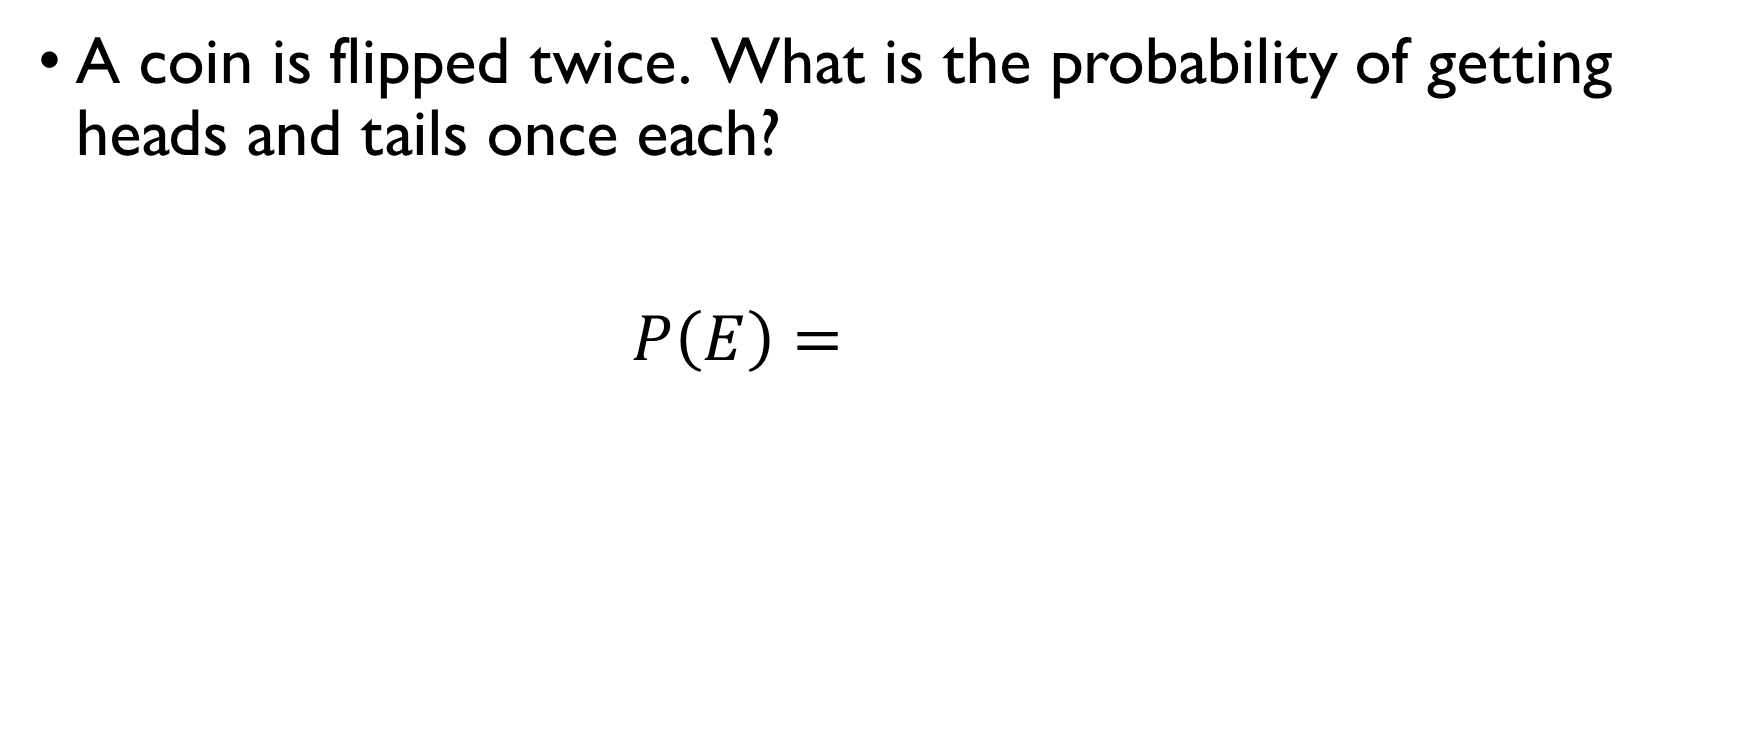 • A coin is flipped twice. What is the probability of getting
heads and tails once each?
P(E) =